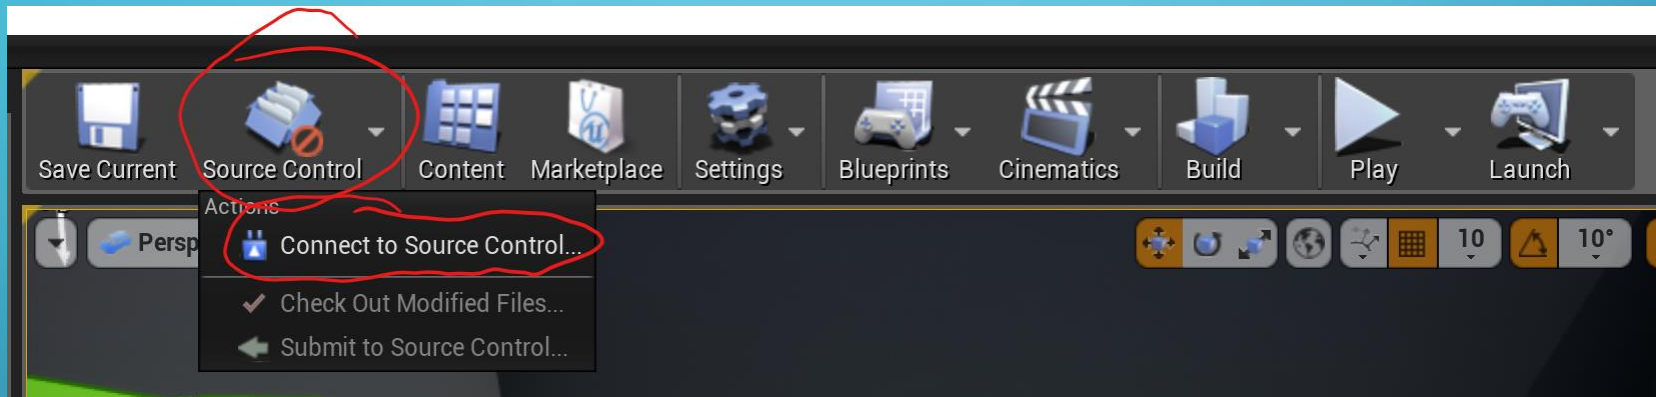 Save Current
Source Control
Content
Marketplace
Settings
Blueprints
Cinematics
Build
Play
Launch
Actions
Persp
10
10°
Connect to Source Control...
Check Out Modified Files...
Submit to Source Control...